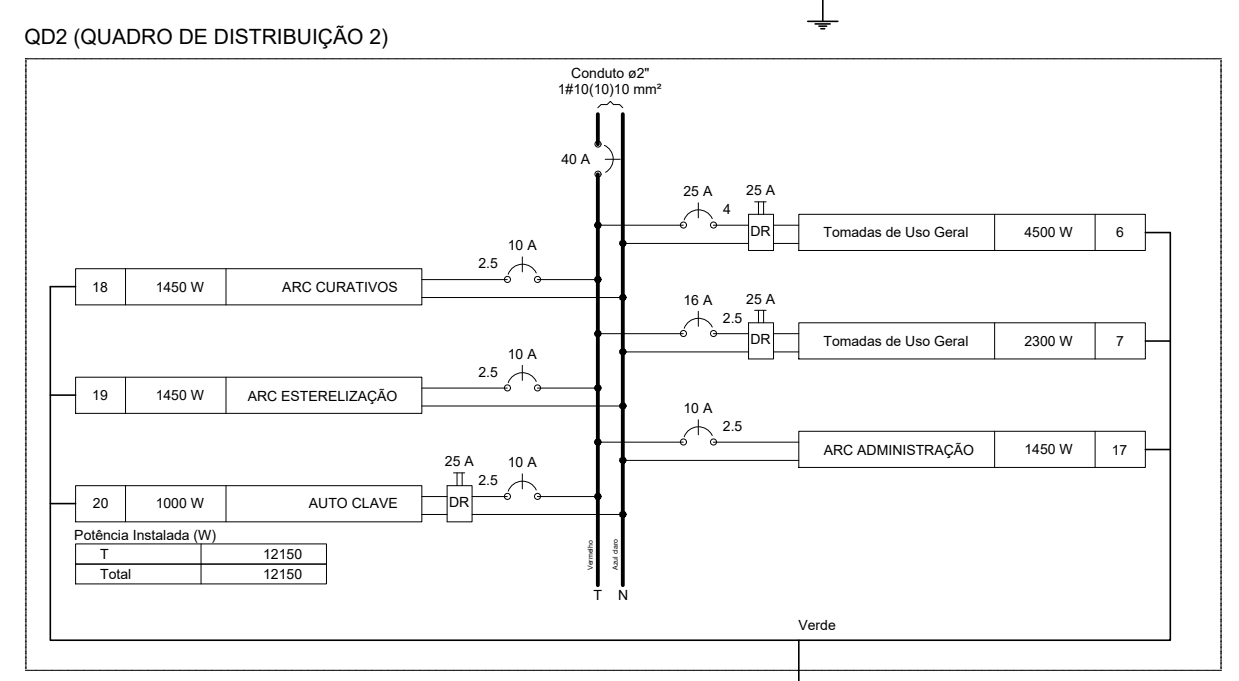 QD2 (QUADRO DE DISTRIBUIÇÃO 2)
Conduto ø2"
1#10(10)10 mm²
40 A
25 A
4
25 A
DR
Tomadas de Uso Geral 4500 W 6
10 A
2.5
18 1450 W ARC CURATIVOS
16 A
2.5
25 A
DR
Tomadas de Uso Geral 2300 W 7
10 A
2.5
19 1450 W ARC ESTERELIZAÇÃO
10 A
2.5
ARC ADMINISTRAÇÃO 1450 W 17
25 A
DR
2.5
10 A
20 1000 W AUTO CLAVE
Potência Instalada (W)
T 12150
Total 12150
Vermelho
Azul claro
T N
Verde